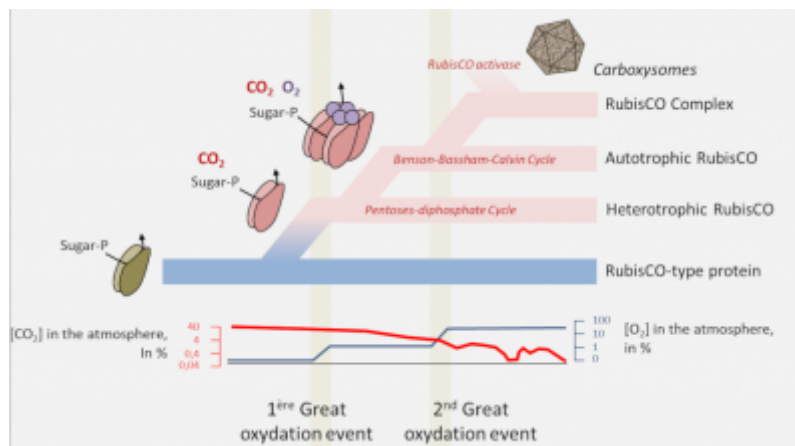 RubisCO activase
Carboxysomes
CO₂ O₂
Sugar-P
RubisCO Complex
CO₂
Benson-Bassham-Calvin Cycle
Autotrophic RubisCO
Sugar-P
Pentoses-diphosphate Cycle
Heterotrophic RubisCO
Sugar-P
RubisCO-type protein
[CO₂] in the atmosphere,
In %
40
4
0,4
0,04
100
10
1
0
[O₂] in the atmosphere,
in %
1ère Great
oxydation event
2nd Great
oxydation event